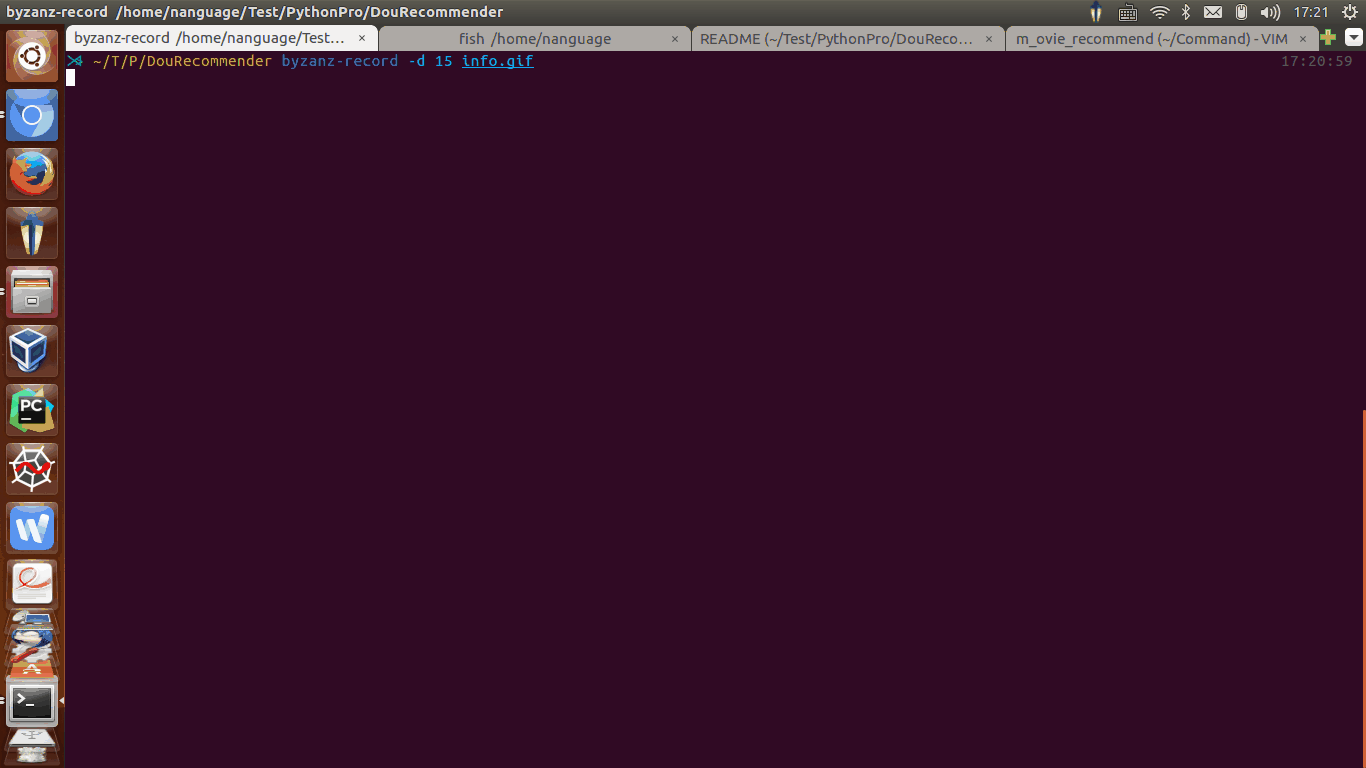 byzanz-record /home/nanguage/Test/PythonPro/DouRecommender
17:21
byzanz-record /home/nanguage/Test... ×
fish /home/nanguage ×
README (~/Test/PythonPro/DouReco... ×
m_ovie_recommend (~/Command) - VIM ×
~/T/P/DouRecommender byzanz-record -d 15 info.gif
17:20:59
PC
W
>_